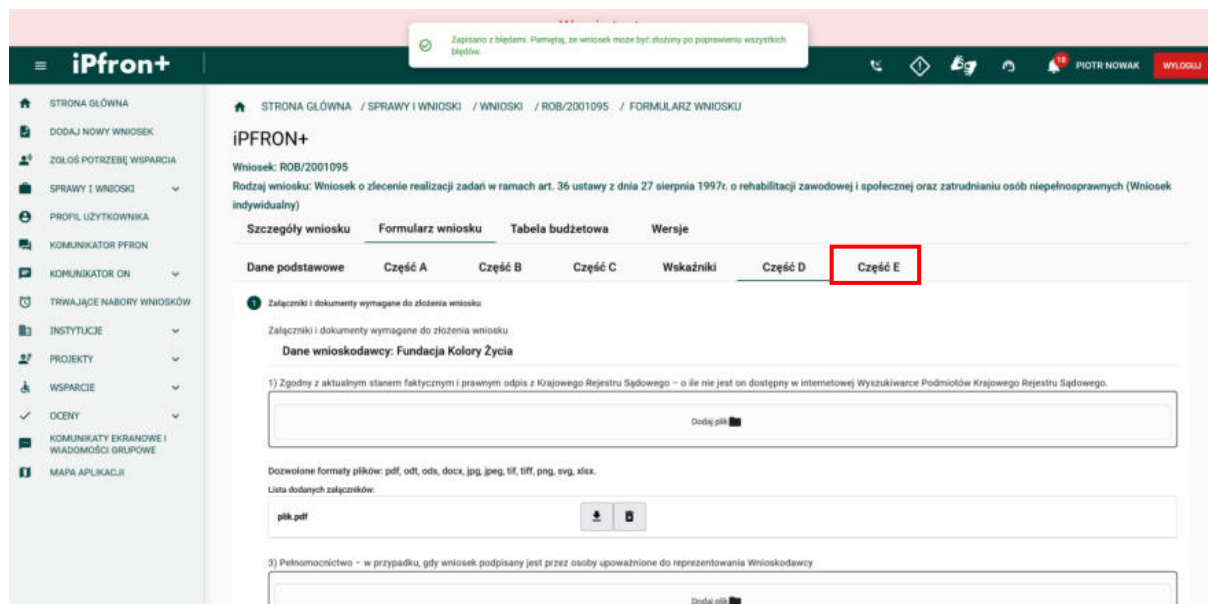 Zapisano z błędami. Pamiętaj, że wniosek może być złożony po poprawieniu wszystkich
błędów.
iPfron+
18
PIOTR NOWAK
WYLOGUJ
STRONA GŁÓWNA
DODAJ NOWY WNIOSEK
ZGŁOŚ POTRZEBĘ WSPARCIA
SPRAWY I WNIOSKI
PROFIL UŻYTKOWNIKA
KOMUNIKATOR PFRON
KOMUNIKATOR ON
TRWAJĄCE NABORY WNIOSKÓW
INSTYTUCJE
PROJEKTY
WSPARCIE
OCENY
KOMUNIKATY EKRANOWE I
WIADOMOŚCI GRUPOWE
MAPA APLIKACJI
STRONA GŁÓWNA / SPRAWY I WNIOSKI / WNIOSKI / ROB/2001095 / FORMULARZ WNIOSKU
iPFRON+
Wniosek: ROB/2001095
Rodzaj wniosku: Wniosek o zlecenie realizacji zadań w ramach art. 36 ustawy z dnia 27 sierpnia 1997r. o rehabilitacji zawodowej i społecznej oraz zatrudnianiu osób niepełnosprawnych (Wniosek
indywidualny)
Szczegóły wniosku Formularz wniosku Tabela budżetowa Wersje
Dane podstawowe Część A Część B Część C Wskaźniki Część D Część E
1 Załączniki i dokumenty wymagane do złożenia wniosku
Załączniki i dokumenty wymagane do złożenia wniosku
Dane wnioskodawcy: Fundacja Kolory Życia
1) Zgodny z aktualnym stanem faktycznym i prawnym odpis z Krajowego Rejestru Sądowego – o ile nie jest on dostępny w internetowej Wyszukiwarce Podmiotów Krajowego Rejestru Sądowego.
Dodaj plik
Dozwolone formaty plików: pdf, odt, ods, docx, jpg, jpeg, tif, tiff, png, svg, xlsx.
Lista dodanych załączników:
plik.pdf
3) Pełnomocnictwo – w przypadku, gdy wniosek podpisany jest przez osoby upoważnione do reprezentowania Wnioskodawcy
Dodaj plik